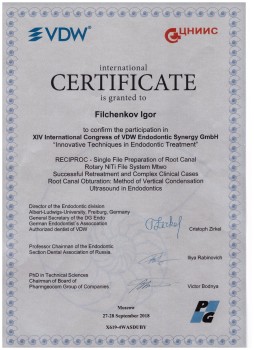 VDW®
ЦНИИС
international
CERTIFICATE
is granted to
Filchenkov Igor
to confirm the participation in
XIV International Congress of VDW Endodontic Synergy GmbH
"Innovative Techniques in Endodontic Treatment"
RECIPROC - Single File Preparation of Root Canal
Rotary NiTi File System Mtwo
Successful Retreatment and Complex Clinical Cases
Root Canal Obturation: Method of Vertical Condensation
Ultrasound in Endodontics
Director of the Endodontic division
Albert-Ludwigs-University, Freiburg, Germany
General Secretary of the DG Endo
German Endodontist's Association
Authorized dentist of VDW
Cristoph Zirkel
Professor Chairman of the Endodontic
Section Dental Association of Russia.
Ilya Rabinovich
PhD in Technical Sciences
Chairman of Board of
Pharmgeocom Group of Companies
Victor Bodnya
Moscow
27-28 September 2018
PG